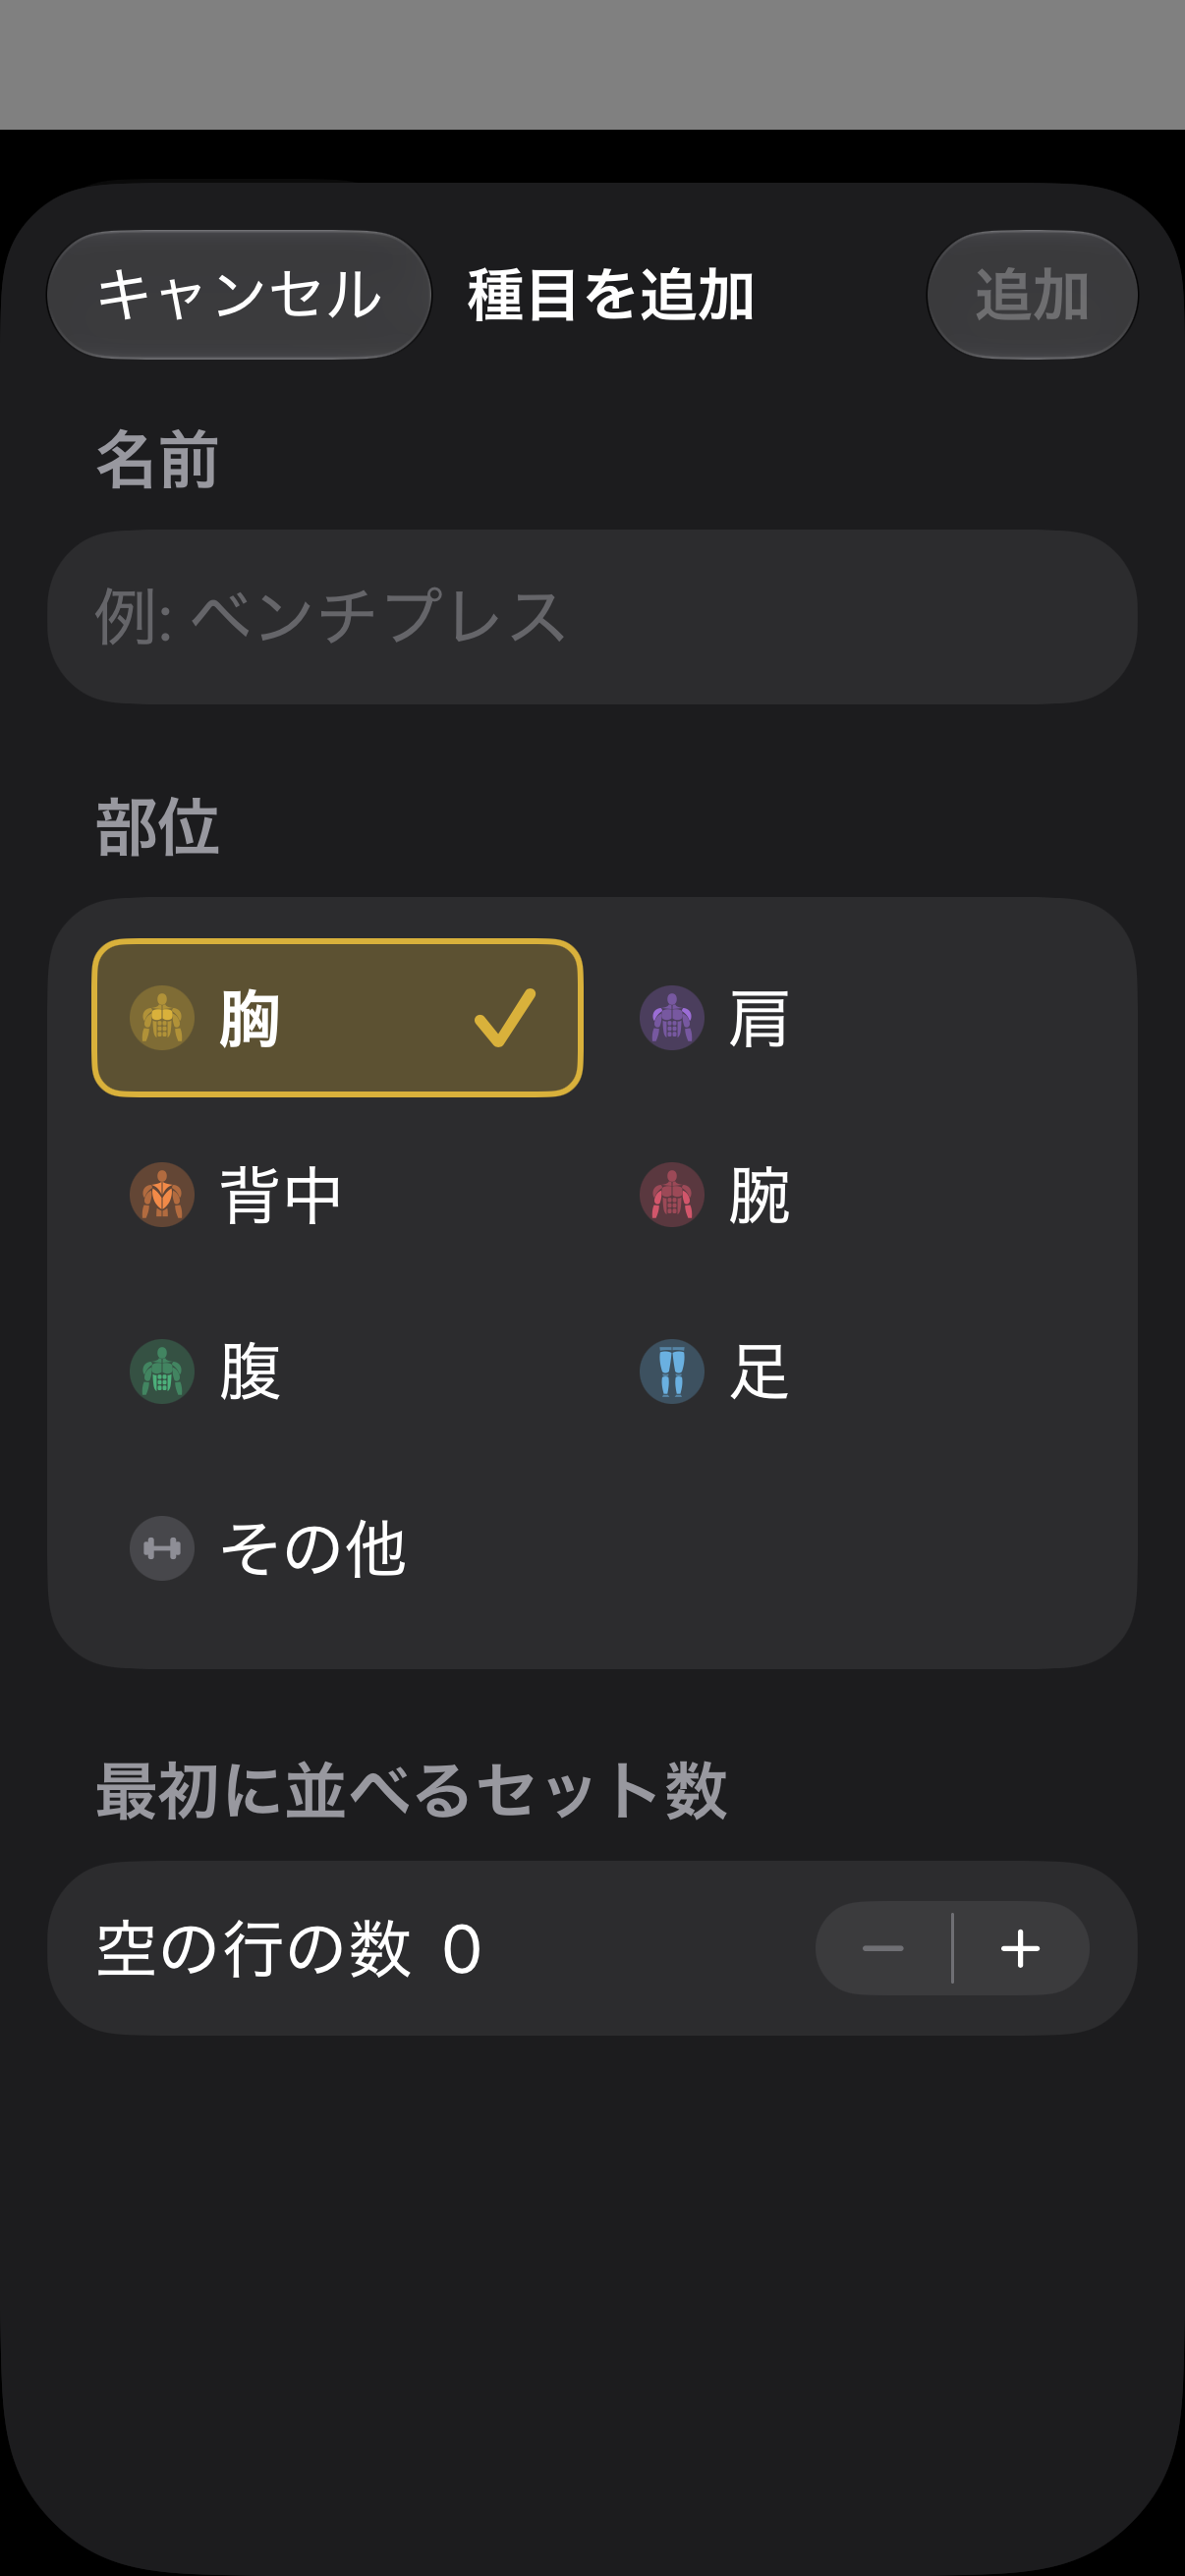 キャンセル 種目を追加 追加
名前
例: ベンチプレス
部位
胸 肩
背中 腕
腹 足
その他
最初に並べるセット数
空の行の数 0